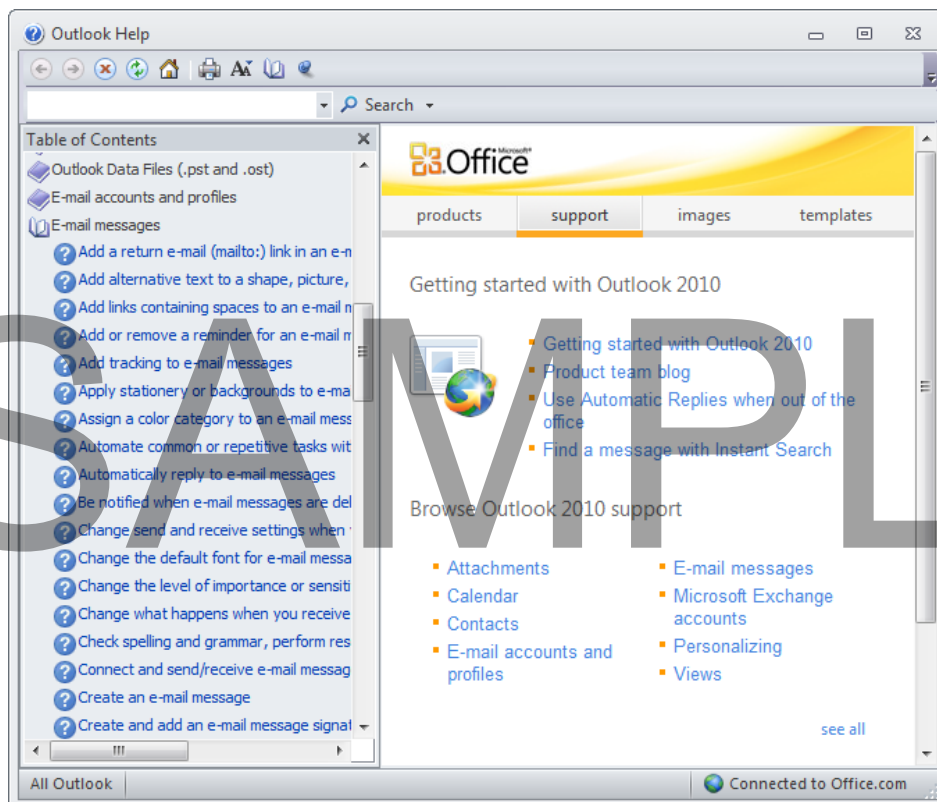 Outlook Help
Search
Table of Contents
Outlook Data Files (.pst and .ost)
E-mail accounts and profiles
E-mail messages
Add a return e-mail (mailto:) link in an e-m
Add alternative text to a shape, picture,
Add links containing spaces to an e-mail m
Add or remove a reminder for an e-mail m
Add tracking to e-mail messages
Apply stationery or backgrounds to e-ma
Assign a color category to an e-mail mess
Automate common or repetitive tasks wit
Automatically reply to e-mail messages
Be notified when e-mail messages are del
Change send and receive settings when
Change the default font for e-mail messa
Change the level of importance or sensiti
Change what happens when you receive
Check spelling and grammar, perform res
Connect and send/receive e-mail messag
Create an e-mail message
Create and add an e-mail message signat
Microsoft
Office
products support images templates
Getting started with Outlook 2010
Getting started with Outlook 2010
Product team blog
Use Automatic Replies when out of the
office
Find a message with Instant Search
Browse Outlook 2010 support
Attachments
Calendar
Contacts
E-mail accounts and
profiles
E-mail messages
Microsoft Exchange
accounts
Personalizing
Views
see all
All Outlook
Connected to Office.com
SAMPL